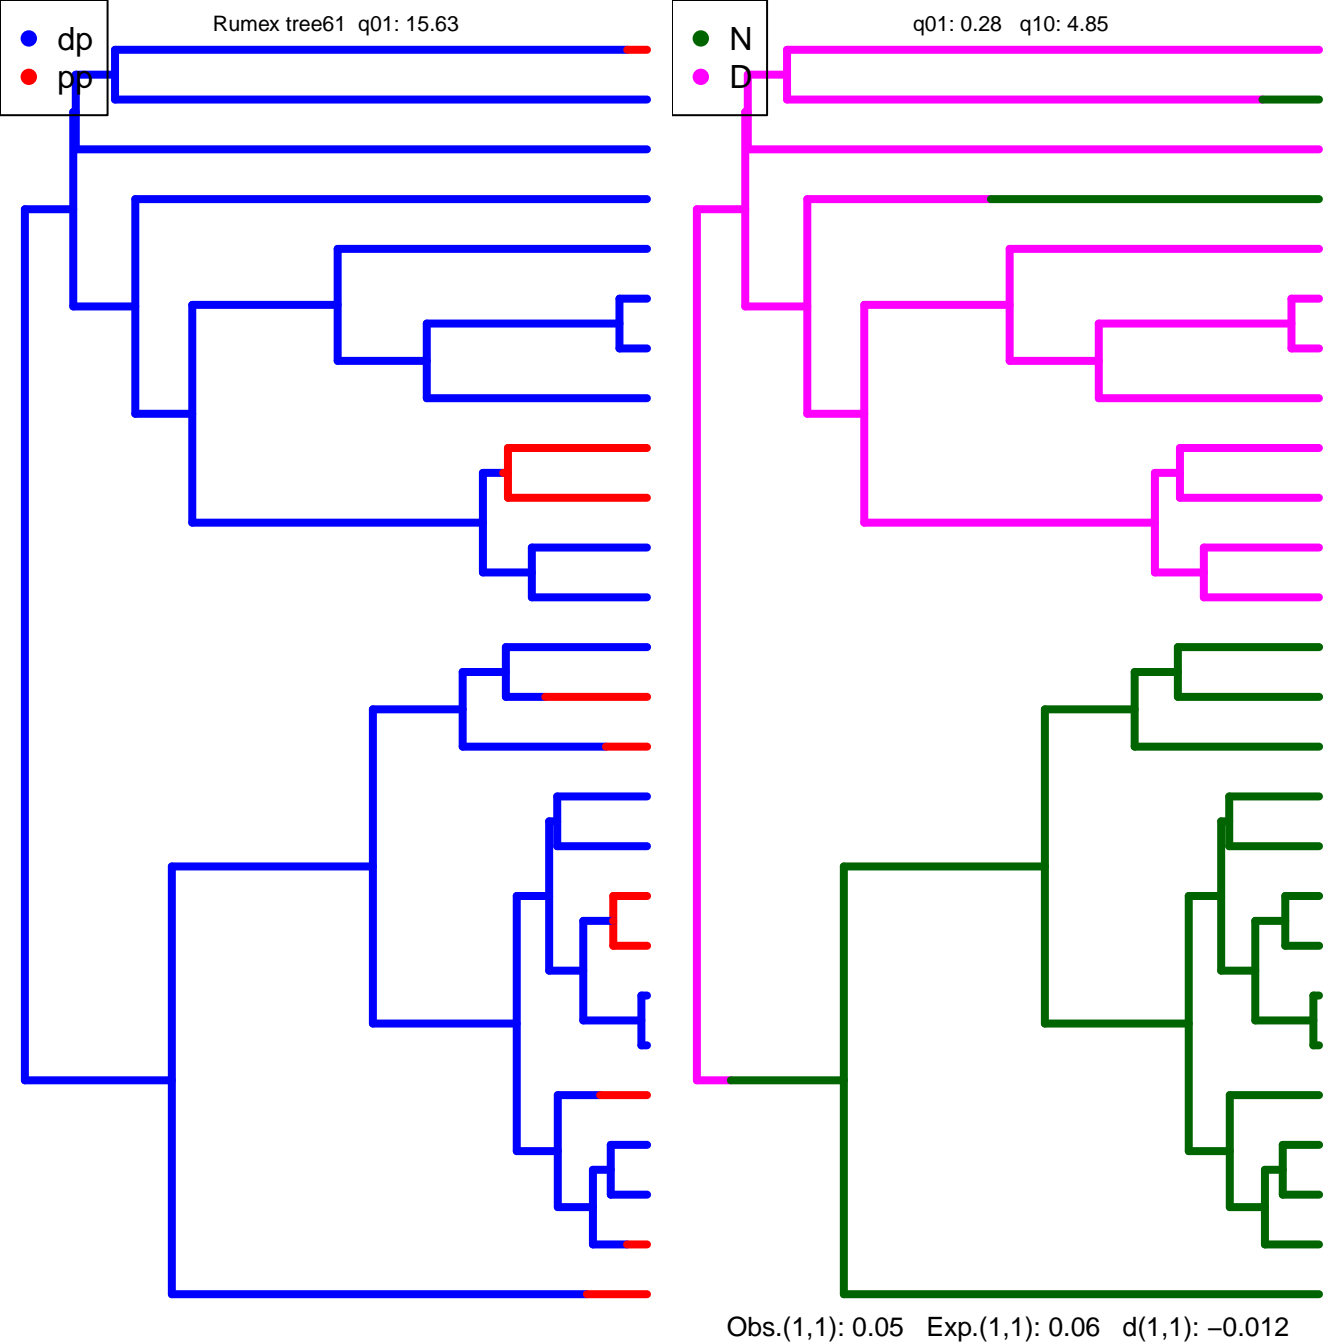 Rumex tree61 q01: 15.63
dp
pp
q01: 0.28 q10: 4.85
N
D
Obs.(1,1): 0.05 Exp.(1,1): 0.06 d(1,1): −0.012